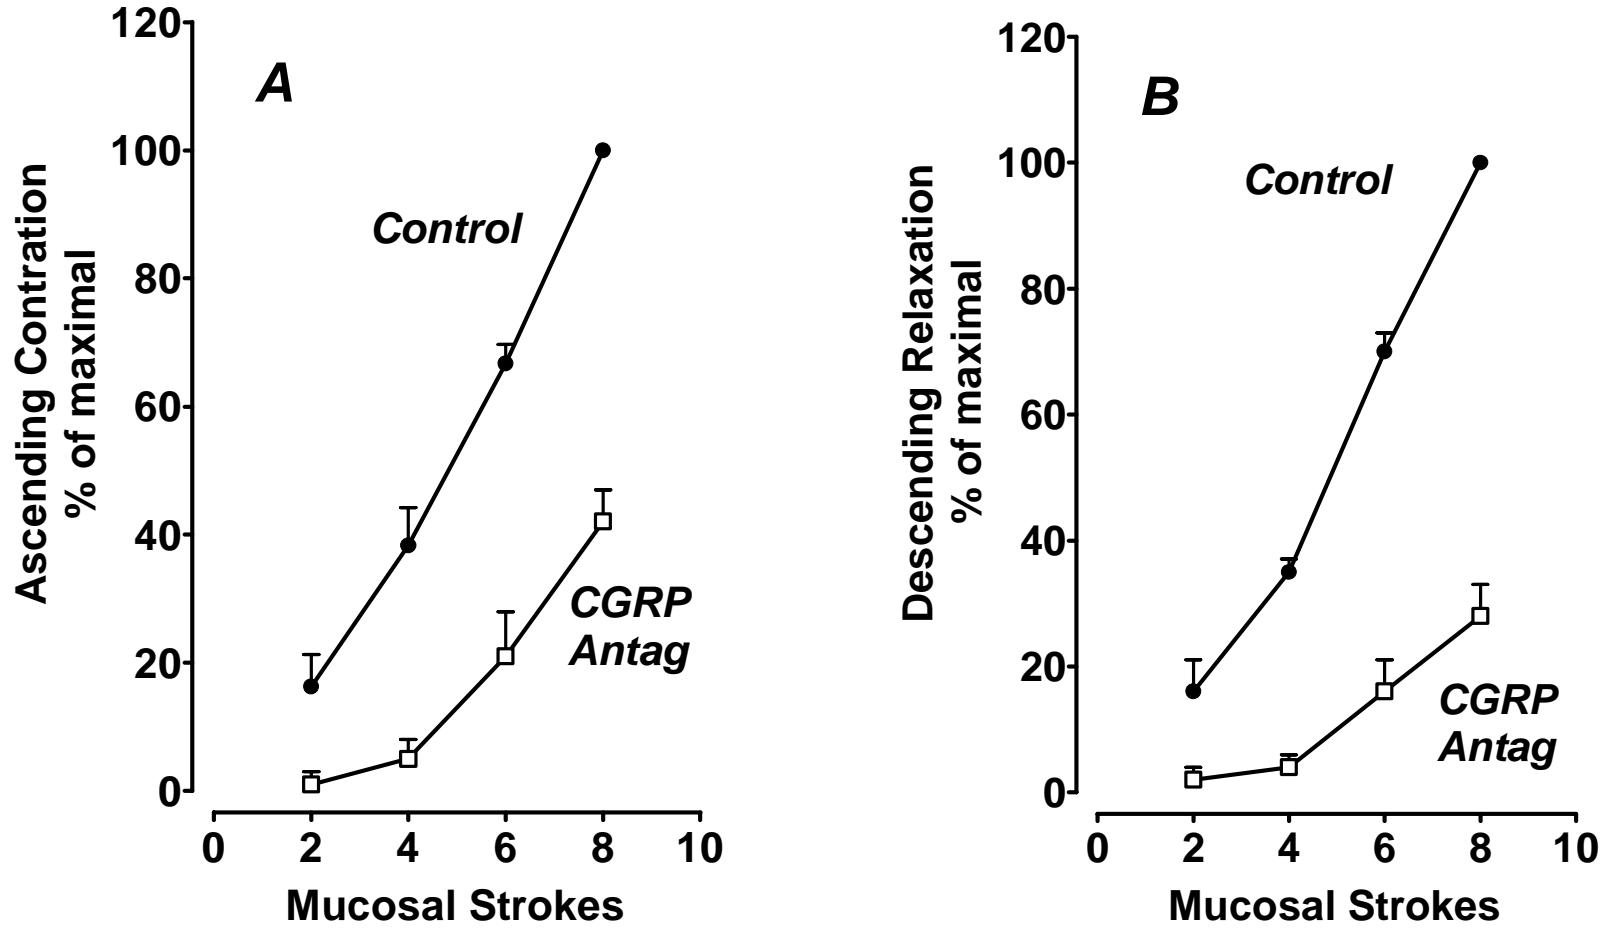 A
Ascending Contration
% of maximal
120
100
80
60
40
20
0
Control
CGRP
Antag
0 2 4 6 8 10
Mucosal Strokes
B
Descending Relaxation
% of maximal
120
100
80
60
40
20
0
Control
CGRP
Antag
0 2 4 6 8 10
Mucosal Strokes